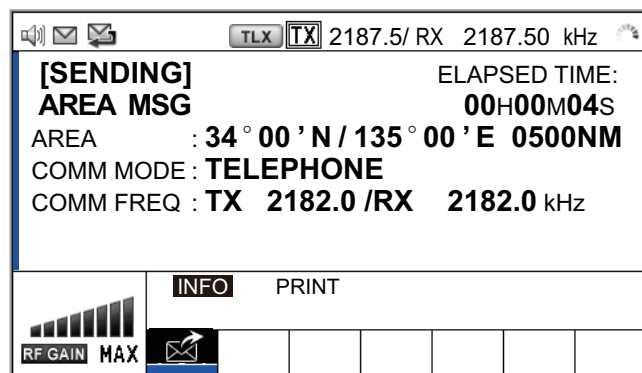 TLX TX 2187.5/ RX 2187.50 kHz
[SENDING] ELAPSED TIME:
AREA MSG 00H00M04S
AREA : 34°00 ’N / 135°00 ’E 0500NM
COMM MODE : TELEPHONE
COMM FREQ : TX 2182.0 /RX 2182.0 kHz
INFO PRINT
RF GAIN MAX